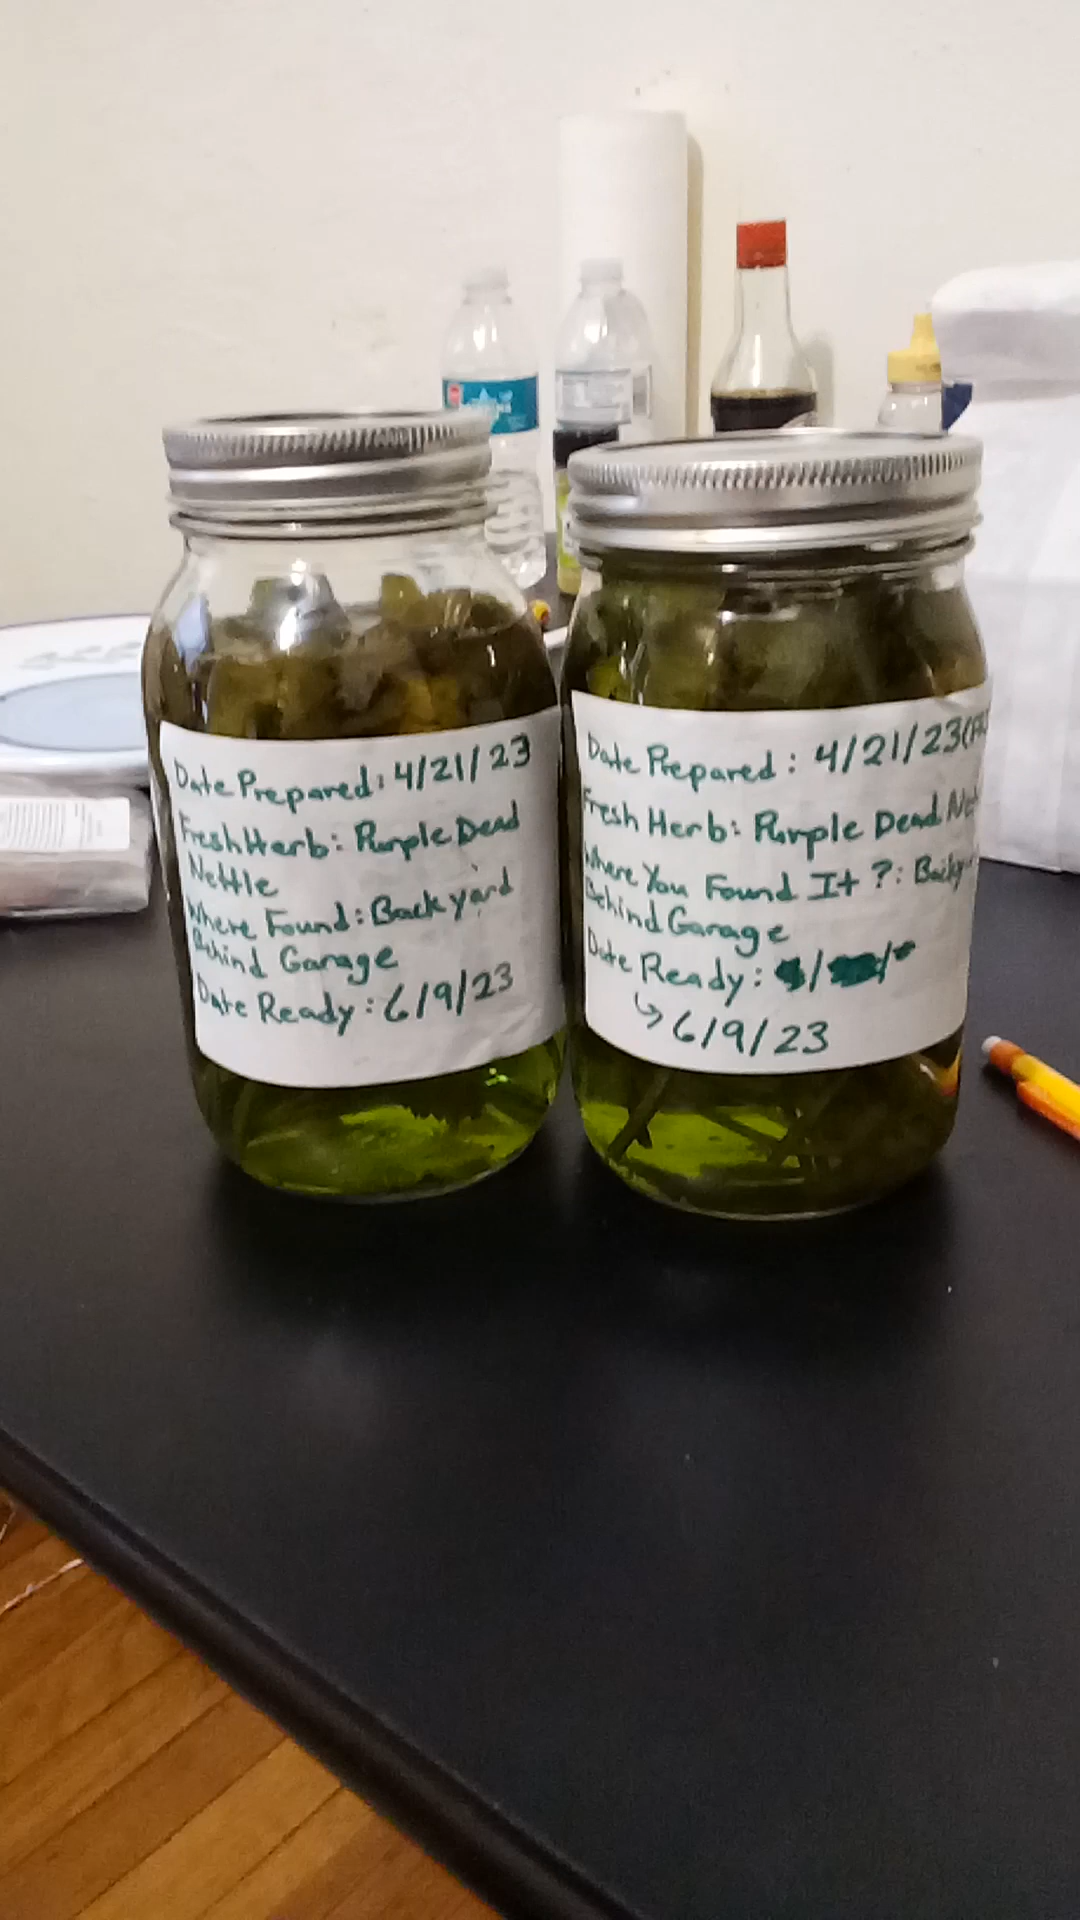 Date Prepared: 4/21/23
Fresh Herb: Purple Dead
Nettle
Where Found: Backyard
Behind Garage
Date Ready: 6/9/23
Date Prepared: 4/21/23
Fresh Herb: Purple Dead
Where You Found It?:
Behind Garage
Date Ready:
↳ 6/9/23